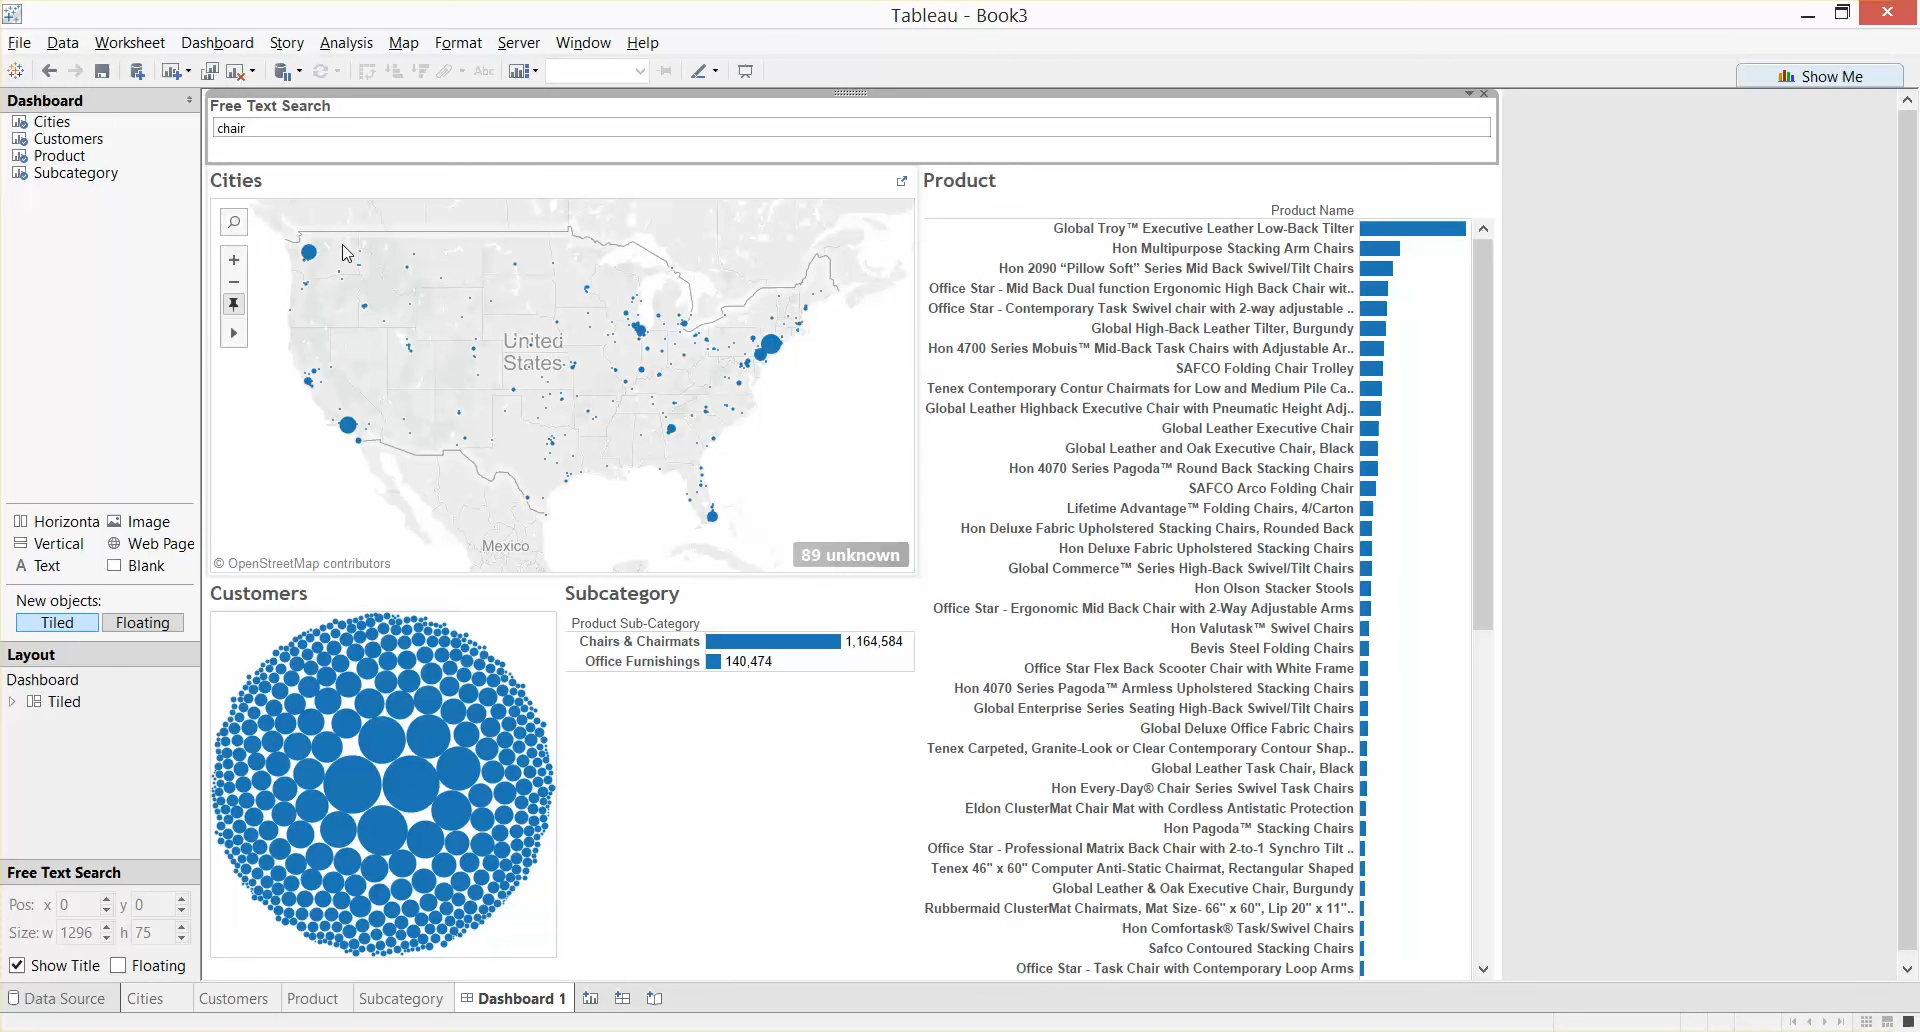 Tableau - Book3
File Data Worksheet Dashboard Story Analysis Map Format Server Window Help
Abc
Show Me
Dashboard
Cities
Customers
Product
Subcategory
Horizonta Image
Vertical Web Page
A Text Blank
New objects:
Tiled Floating
Layout
Dashboard
Tiled
Free Text Search
Pos: x 0 y 0
Size: w 1296 h 75
Show Title Floating
Free Text Search
chair
Cities
United
States
Mexico
© OpenStreetMap contributors
89 unknown
Customers
Subcategory
Product Sub-Category
Chairs & Chairmats 1,164,584
Office Furnishings 140,474
Product
Product Name
Global Troy™ Executive Leather Low-Back Tilter
Hon Multipurpose Stacking Arm Chairs
Hon 2090 “Pillow Soft” Series Mid Back Swivel/Tilt Chairs
Office Star - Mid Back Dual function Ergonomic High Back Chair wit..
Office Star - Contemporary Task Swivel chair with 2-way adjustable ..
Global High-Back Leather Tilter, Burgundy
Hon 4700 Series Mobuis™ Mid-Back Task Chairs with Adjustable Ar..
SAFCO Folding Chair Trolley
Tenex Contemporary Contur Chairmats for Low and Medium Pile Ca..
Global Leather Highback Executive Chair with Pneumatic Height Adj..
Global Leather Executive Chair
Global Leather and Oak Executive Chair, Black
Hon 4070 Series Pagoda™ Round Back Stacking Chairs
SAFCO Arco Folding Chair
Lifetime Advantage™ Folding Chairs, 4/Carton
Hon Deluxe Fabric Upholstered Stacking Chairs, Rounded Back
Hon Deluxe Fabric Upholstered Stacking Chairs
Global Commerce™ Series High-Back Swivel/Tilt Chairs
Hon Olson Stacker Stools
Office Star - Ergonomic Mid Back Chair with 2-Way Adjustable Arms
Hon Valutask™ Swivel Chairs
Bevis Steel Folding Chairs
Office Star Flex Back Scooter Chair with White Frame
Hon 4070 Series Pagoda™ Armless Upholstered Stacking Chairs
Global Enterprise Series Seating High-Back Swivel/Tilt Chairs
Global Deluxe Office Fabric Chairs
Tenex Carpeted, Granite-Look or Clear Contemporary Contour Shap..
Global Leather Task Chair, Black
Hon Every-Day® Chair Series Swivel Task Chairs
Eldon ClusterMat Chair Mat with Cordless Antistatic Protection
Hon Pagoda™ Stacking Chairs
Office Star - Professional Matrix Back Chair with 2-to-1 Synchro Tilt ..
Tenex 46" x 60" Computer Anti-Static Chairmat, Rectangular Shaped
Global Leather & Oak Executive Chair, Burgundy
Rubbermaid ClusterMat Chairmats, Mat Size- 66" x 60", Lip 20" x 11"..
Hon Comfortask® Task/Swivel Chairs
Safco Contoured Stacking Chairs
Office Star - Task Chair with Contemporary Loop Arms
Data Source Cities Customers Product Subcategory Dashboard 1